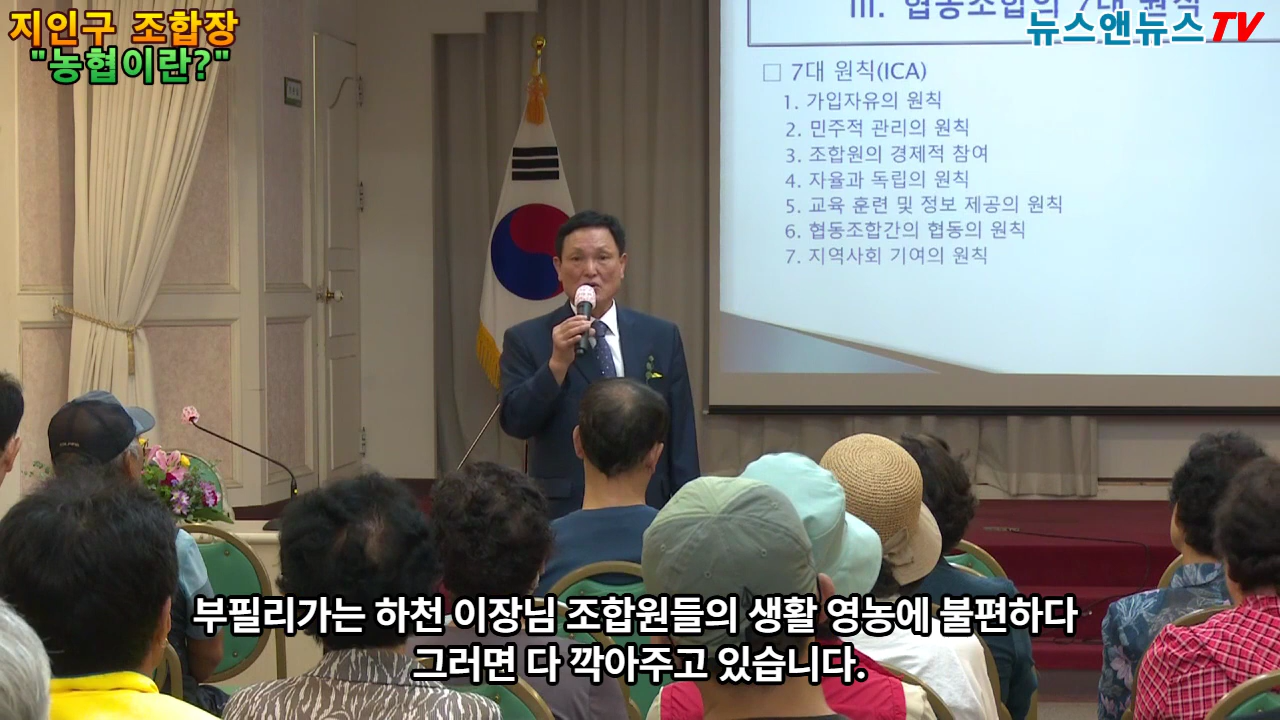 지인구 조합장
"농협이란?"
III. 협동조합의 7대 원칙
뉴스앤뉴스TV
□ 7대 원칙(ICA)
1. 가입자유의 원칙
2. 민주적 관리의 원칙
3. 조합원의 경제적 참여
4. 자율과 독립의 원칙
5. 교육 훈련 및 정보 제공의 원칙
6. 협동조합간의 협동의 원칙
7. 지역사회 기여의 원칙
부필리가는 하천 이장님 조합원들의 생활 영농에 불편하다
그러면 다 깍아주고 있습니다.